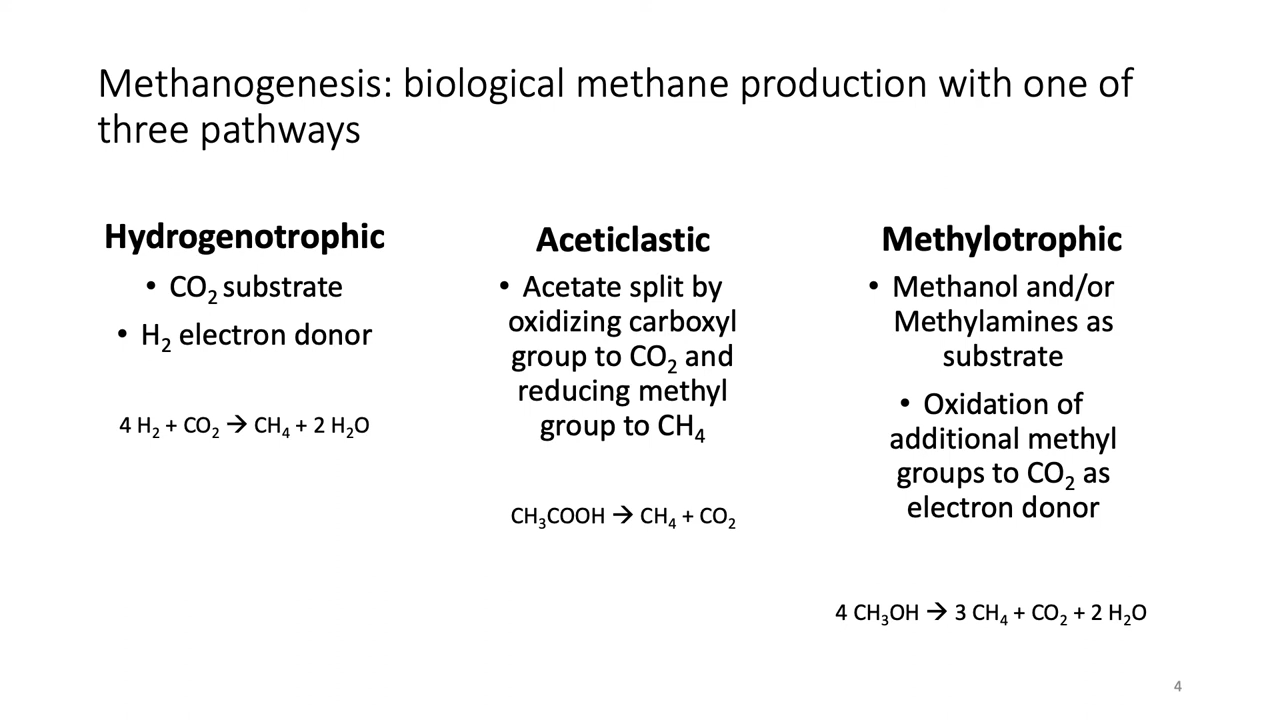 Methanogenesis: biological methane production with one of
three pathways
Hydrogenotrophic
• CO₂ substrate
• H₂ electron donor
4 H₂ + CO₂ → CH₄ + 2 H₂O
Aceticlastic
• Acetate split by
oxidizing carboxyl
group to CO₂ and
reducing methyl
group to CH₄
CH₃COOH → CH₄ + CO₂
Methylotrophic
• Methanol and/or
Methylamines as
substrate
• Oxidation of
additional methyl
groups to CO₂ as
electron donor
4 CH₃OH → 3 CH₄ + CO₂ + 2 H₂O
4